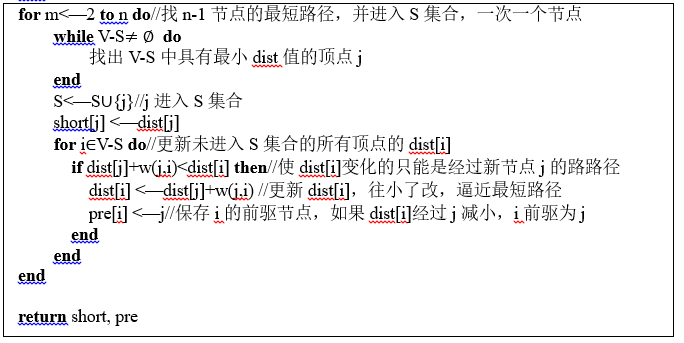 for m<—2 to n do//找 n-1 节点的最短路径，并进入 S 集合，一次一个节点
while V-S≠ ∅ do
找出 V-S 中具有最小 dist 值的顶点 j
end
S<—S∪{j}//j 进入 S 集合
short[j] <—dist[j]
for i∈V-S do//更新未进入 S 集合的所有顶点的 dist[i]
if dist[j]+w(j,i)<dist[i] then//使 dist[i]变化的只能是经过新节点 j 的路路径
dist[i] <—dist[j]+w(j,i) //更新 dist[i]，往小了改，逼近最短路径
pre[i] <—j//保存 i 的前驱节点，如果 dist[i]经过 j 减小，i 前驱为 j
end
end
end
return short, pre